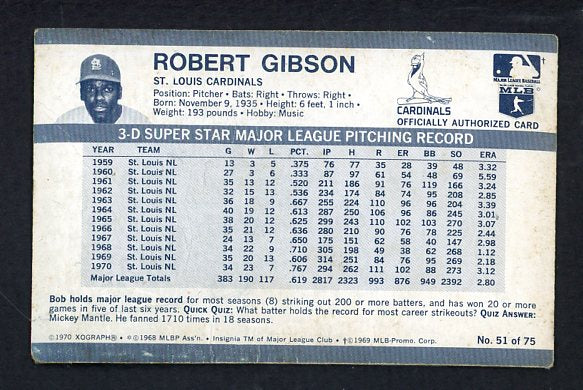 ROBERT GIBSON
ST. LOUIS CARDINALS
Position: Pitcher • Bats: Right • Throws: Right •
Born: November 9, 1935 • Height: 6 feet, 1 inch •
Weight: 193 pounds • Hobby: Music
CARDINALS
OFFICIALLY AUTHORIZED CARD
MAJOR LEAGUE BASEBALL
†
MLB
3-D SUPER STAR MAJOR LEAGUE PITCHING RECORD
YEAR TEAM G W L PCT. IP H R ER BB SO ERA
1959 St. Louis NL 13 3 5 .375 76 77 35 28 39 48 3.32
1960 St. Louis NL 27 3 6 .333 87 97 61 54 48 69 5.59
1961 St. Louis NL 35 13 12 .520 211 186 91 76 119 166 3.24
1962 St. Louis NL 32 15 13 .536 234 174 84 74 95 208 2.85
1963 St. Louis NL 36 18 9 .667 255 224 110 96 96 204 3.39
1964 St. Louis NL 40 19 12 .613 287 250 106 96 86 245 3.01
1965 St. Louis NL 38 20 12 .625 299 243 110 102 103 270 3.07
1966 St. Louis NL 35 21 12 .636 280 210 90 76 78 225 2.44
1967 St. Louis NL 24 13 7 .650 175 151 62 58 40 147 2.98
1968 St. Louis NL 34 22 9 .710 305 198 49 38 62 268 1.12
1969 St. Louis NL 35 20 13 .606 314 251 84 76 95 269 2.18
1970 St. Louis NL 34 23 7 .767 294 262 111 102 88 273 3.12
Major League Totals 383 190 117 .619 2817 2323 993 876 949 2392 2.80
Bob holds major league record for most seasons (8) striking out 200 or more batters, and has won 20 or more
games in five of last six years. QUICK QUIZ: What batter holds the record for most career strikeouts? QUIZ ANSWER:
Mickey Mantle. He fanned 1710 times in 18 seasons.
©1970 XOGRAPH® • *©1968 MLBP Ass'n. • Insignia TM of Major League Club • †©1969 MLB-Promo. Corp. No. 51 of 75